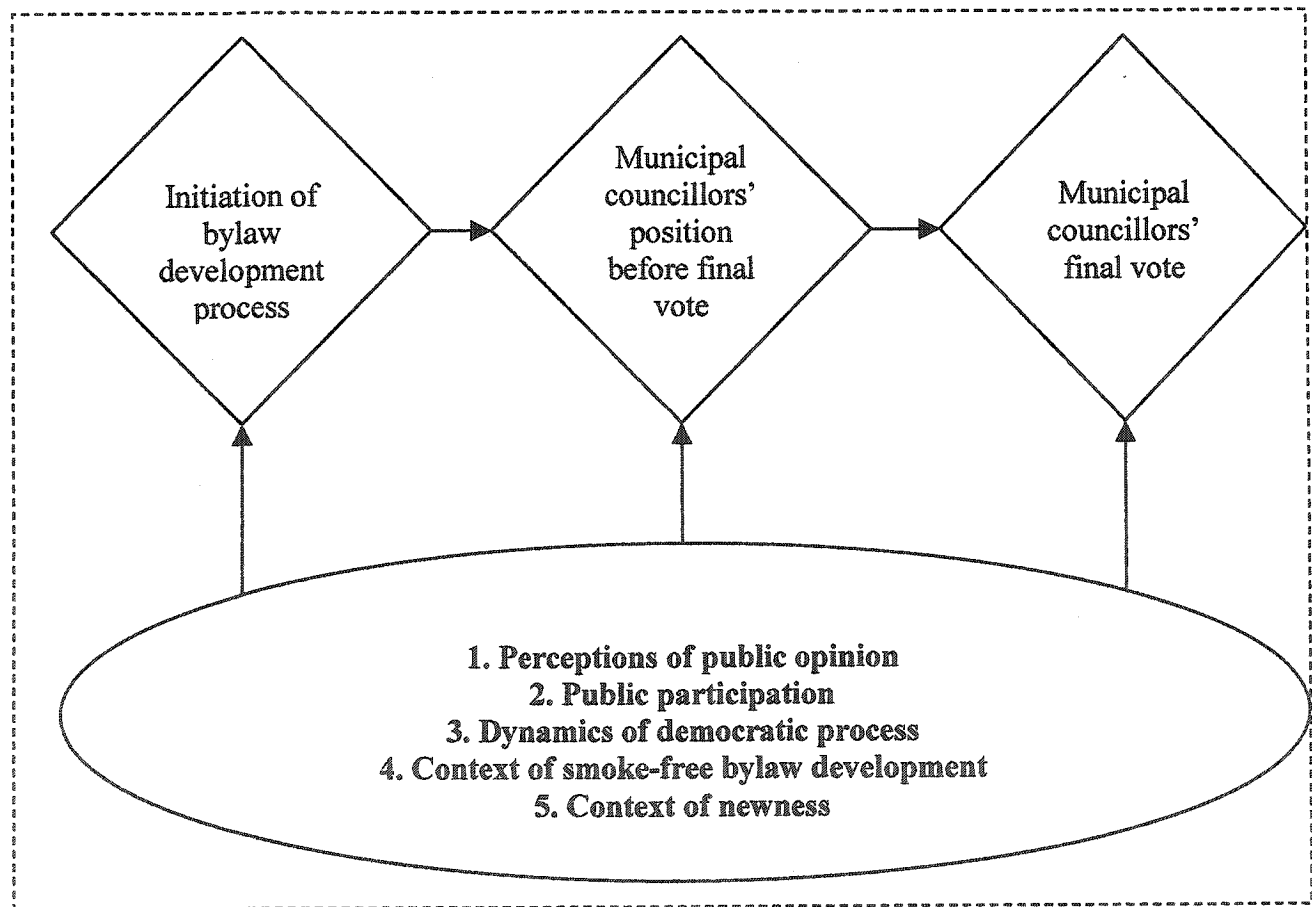 Initiation of
bylaw
development
process
Municipal
councillors’
position
before final
vote
Municipal
councillors’
final vote
1. Perceptions of public opinion
2. Public participation
3. Dynamics of democratic process
4. Context of smoke-free bylaw development
5. Context of newness